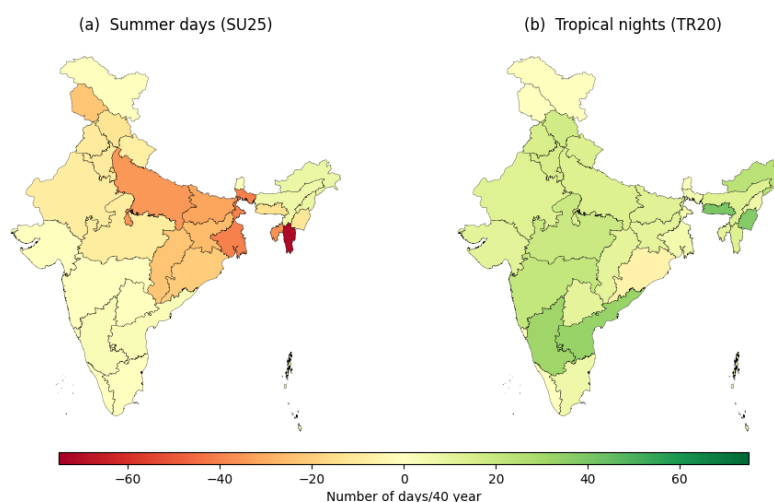 (a)  Summer days (SU25)
(b)  Tropical nights (TR20)
−60 −40 −20 0 20 40 60
Number of days/40 year